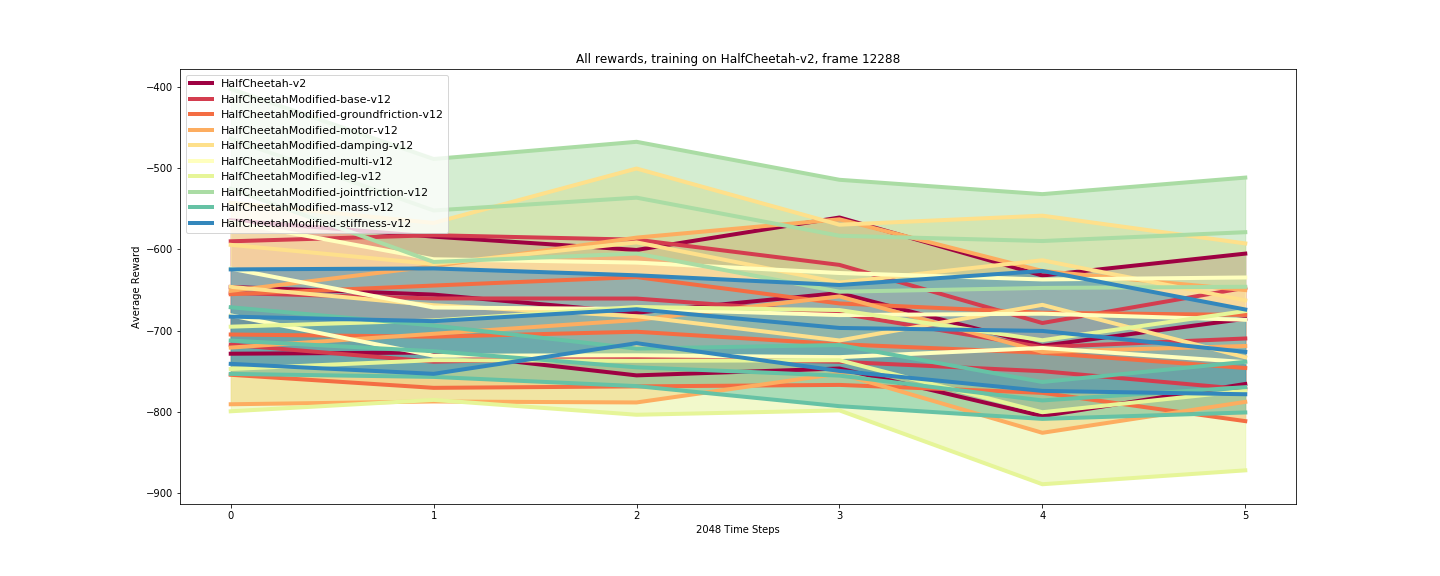 All rewards, training on HalfCheetah-v2, frame 12288
HalfCheetah-v2
HalfCheetahModified-base-v12
HalfCheetahModified-groundfriction-v12
HalfCheetahModified-motor-v12
HalfCheetahModified-damping-v12
HalfCheetahModified-multi-v12
HalfCheetahModified-leg-v12
HalfCheetahModified-jointfriction-v12
HalfCheetahModified-mass-v12
HalfCheetahModified-stiffness-v12
Average Reward
−400
−500
−600
−700
−800
−900
0 1 2 3 4 5
2048 Time Steps